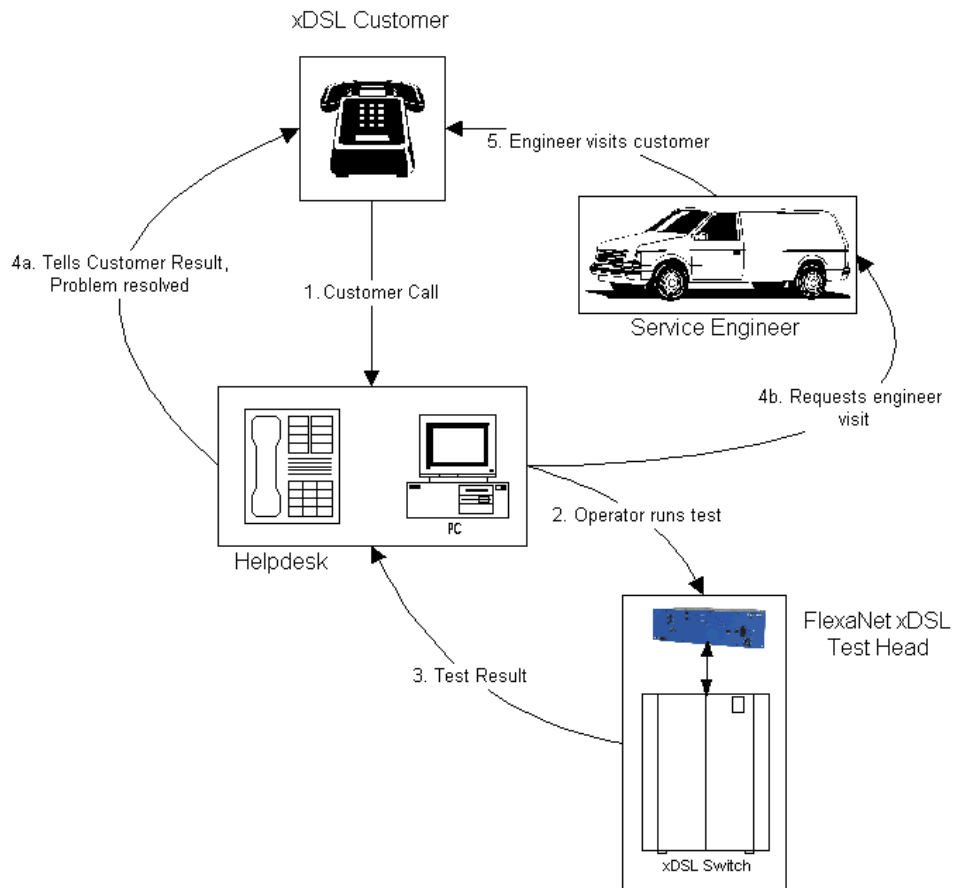 xDSL Customer
5. Engineer visits customer
4a. Tells Customer Result,
Problem resolved
1. Customer Call
Service Engineer
4b. Requests engineer
visit
PC
2. Operator runs test
Helpdesk
FlexaNet xDSL
Test Head
3. Test Result
xDSL Switch